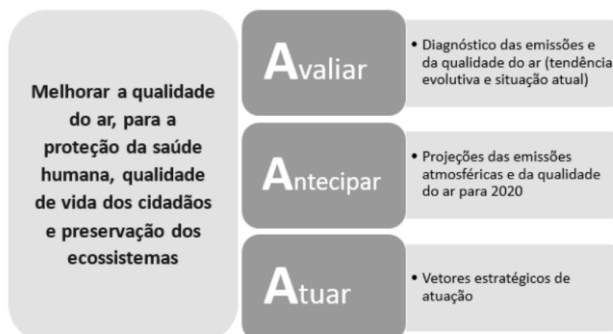 Melhorar a qualidade
do ar, para a
proteção da saúde
humana, qualidade
de vida dos cidadãos
e preservação dos
ecossistemas
Avaliar
• Diagnóstico das emissões e
da qualidade do ar (tendência
evolutiva e situação atual)
Antecipar
• Projeções das emissões
atmosféricas e da qualidade
do ar para 2020
Atuar
• Vetores estratégicos de
atuação